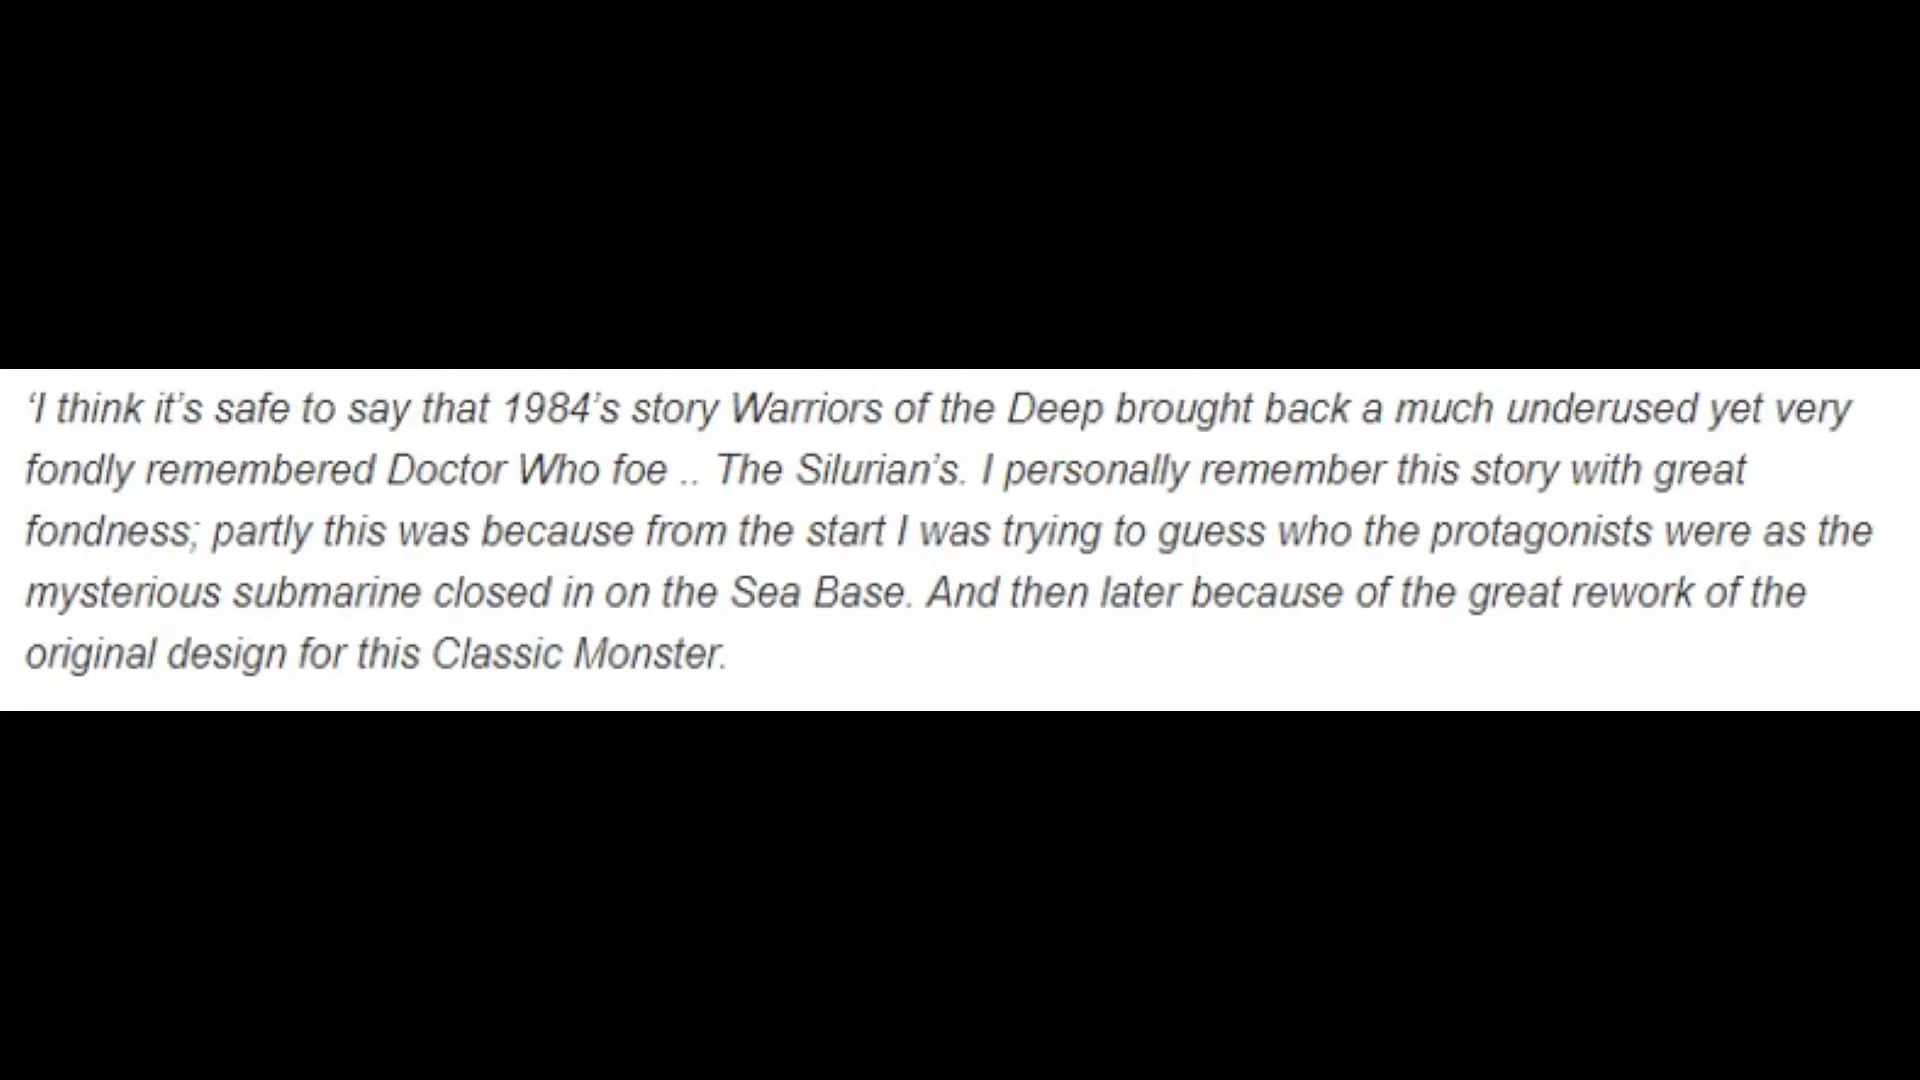 ‘I think it’s safe to say that 1984’s story Warriors of the Deep brought back a much underused yet very
fondly remembered Doctor Who foe .. The Silurian’s. I personally remember this story with great
fondness; partly this was because from the start I was trying to guess who the protagonists were as the
mysterious submarine closed in on the Sea Base. And then later because of the great rework of the
original design for this Classic Monster.